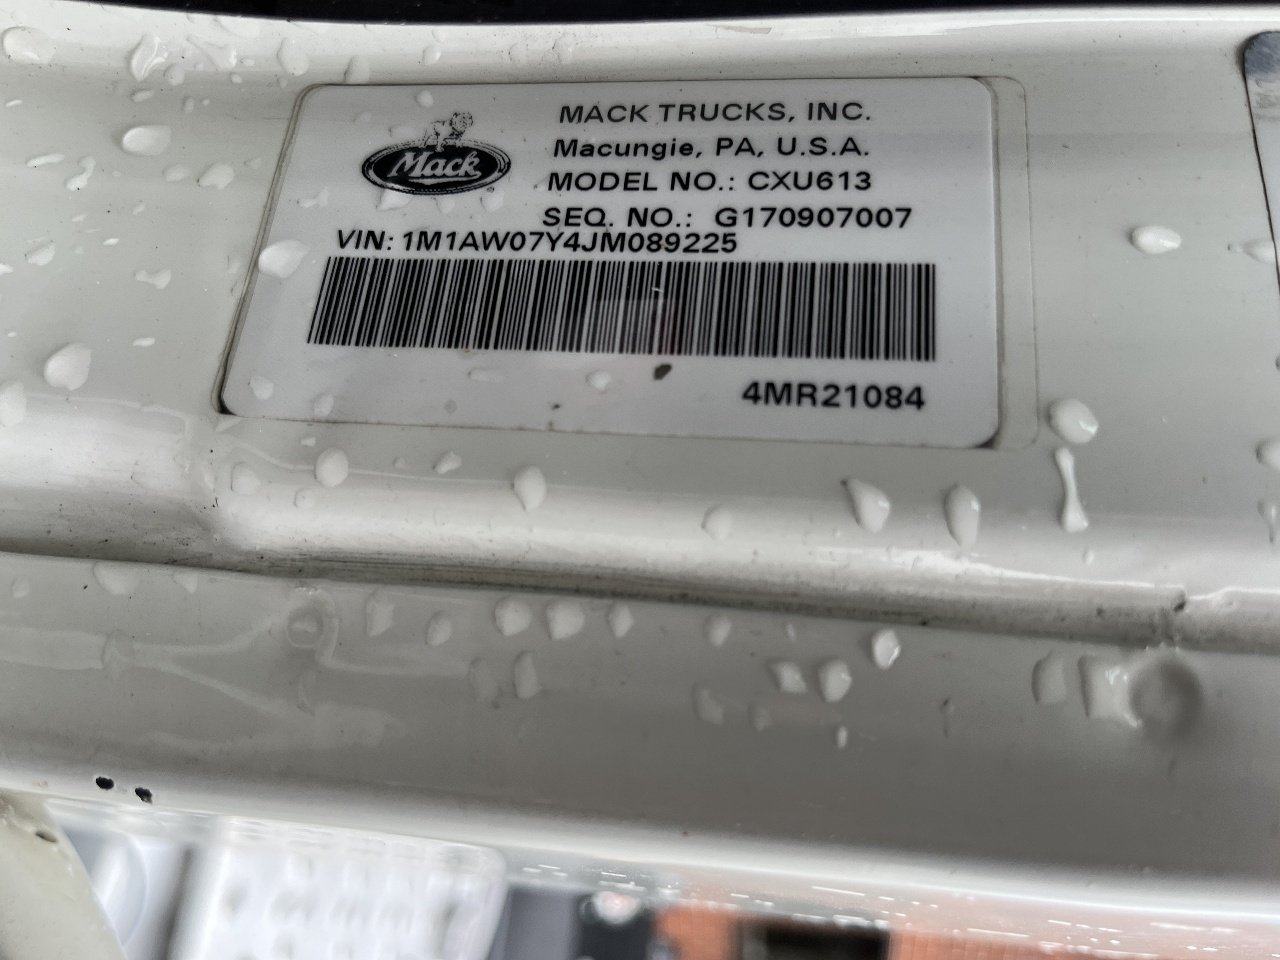 Mack
MACK TRUCKS, INC.
Macungie, PA, U.S.A.
MODEL NO.: CXU613
SEQ. NO.: G170907007
VIN: 1M1AW07Y4JM089225
4MR21084